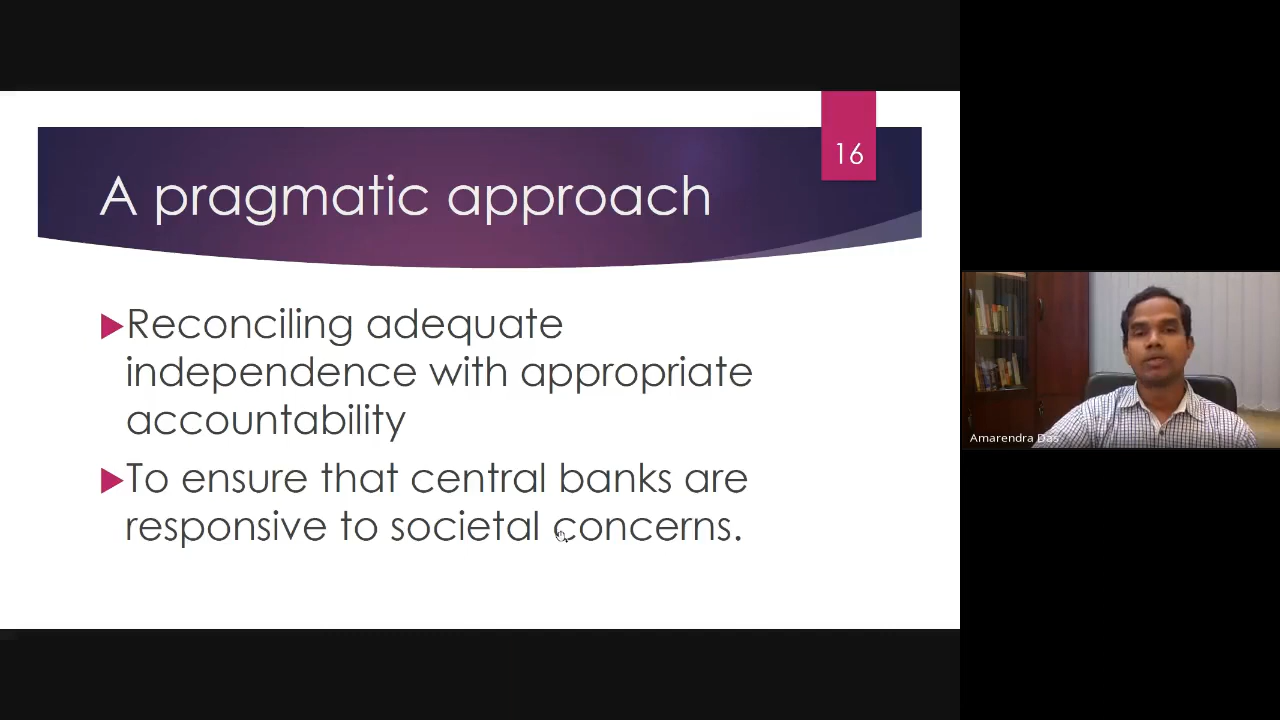 16
A pragmatic approach
Reconciling adequate
independence with appropriate
accountability
To ensure that central banks are
responsive to societal concerns.
Amarendra Das